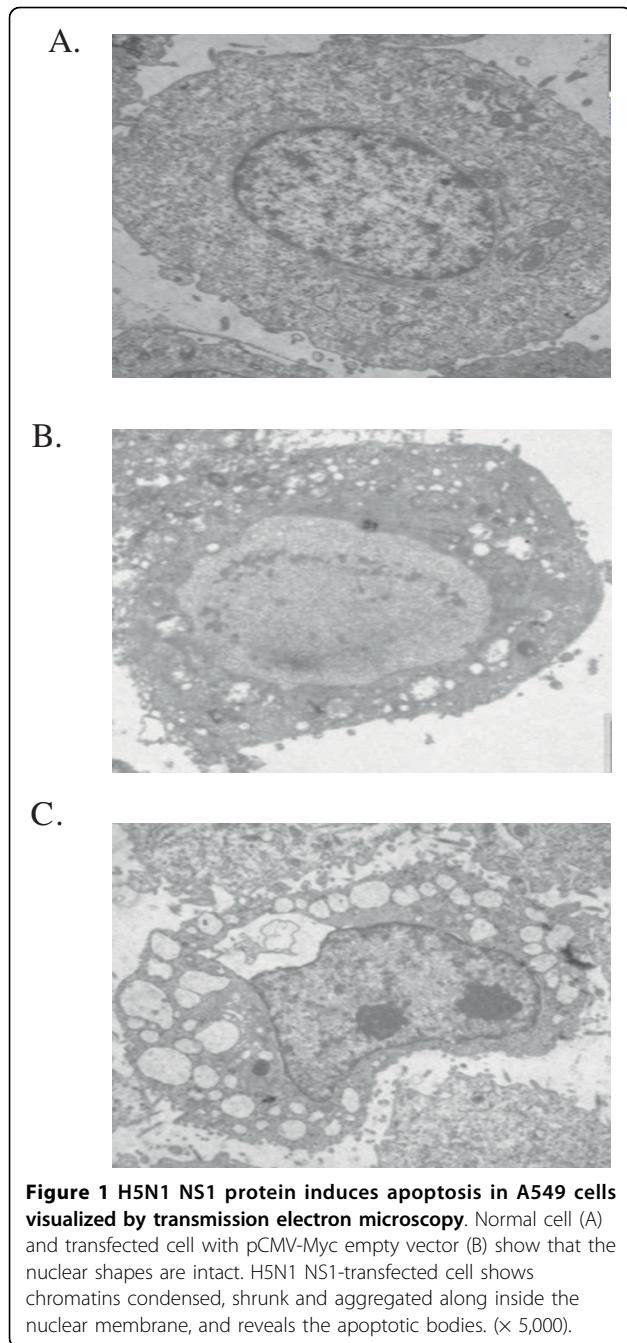 A.
B.
C.
Figure 1 H5N1 NS1 protein induces apoptosis in A549 cells
visualized by transmission electron microscopy. Normal cell (A)
and transfected cell with pCMV-Myc empty vector (B) show that the
nuclear shapes are intact. H5N1 NS1-transfected cell shows
chromatins condensed, shrunk and aggregated along inside the
nuclear membrane, and reveals the apoptotic bodies. (× 5,000).